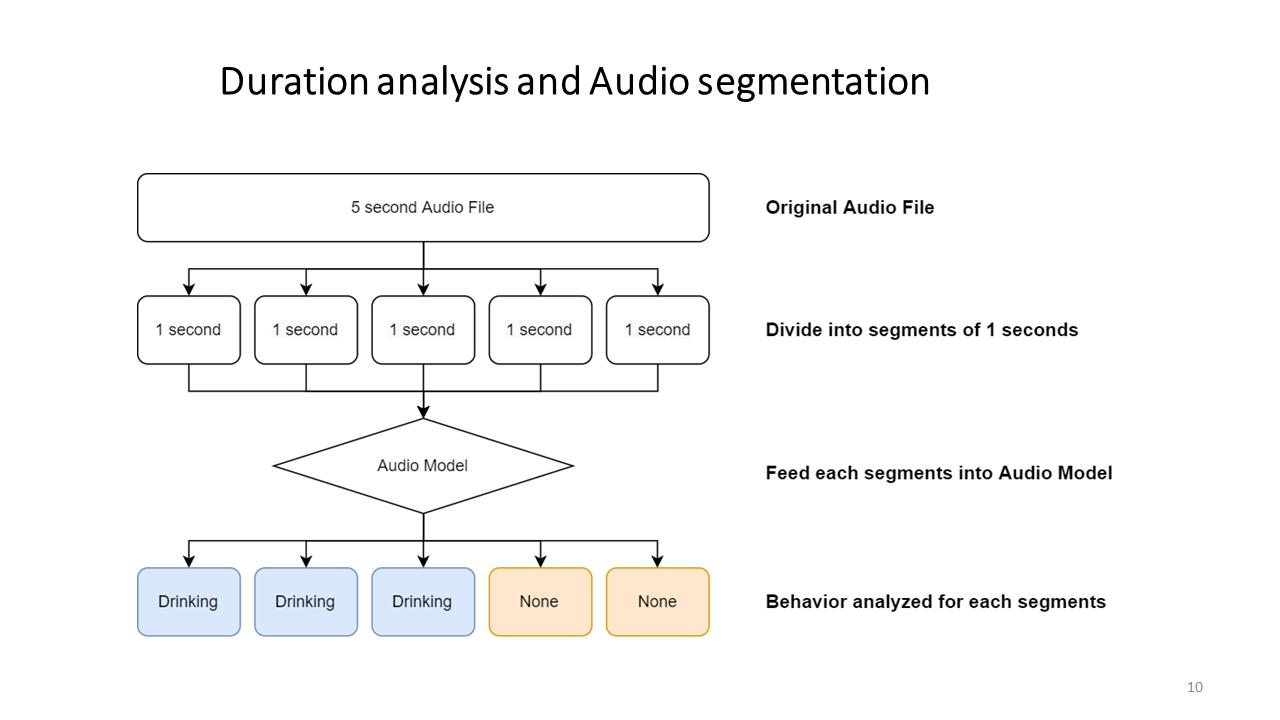 Duration analysis and Audio segmentation
5 second Audio File
Original Audio File
1 second
1 second
1 second
1 second
1 second
Divide into segments of 1 seconds
Audio Model
Feed each segments into Audio Model
Drinking
Drinking
Drinking
None
None
Behavior analyzed for each segments
10